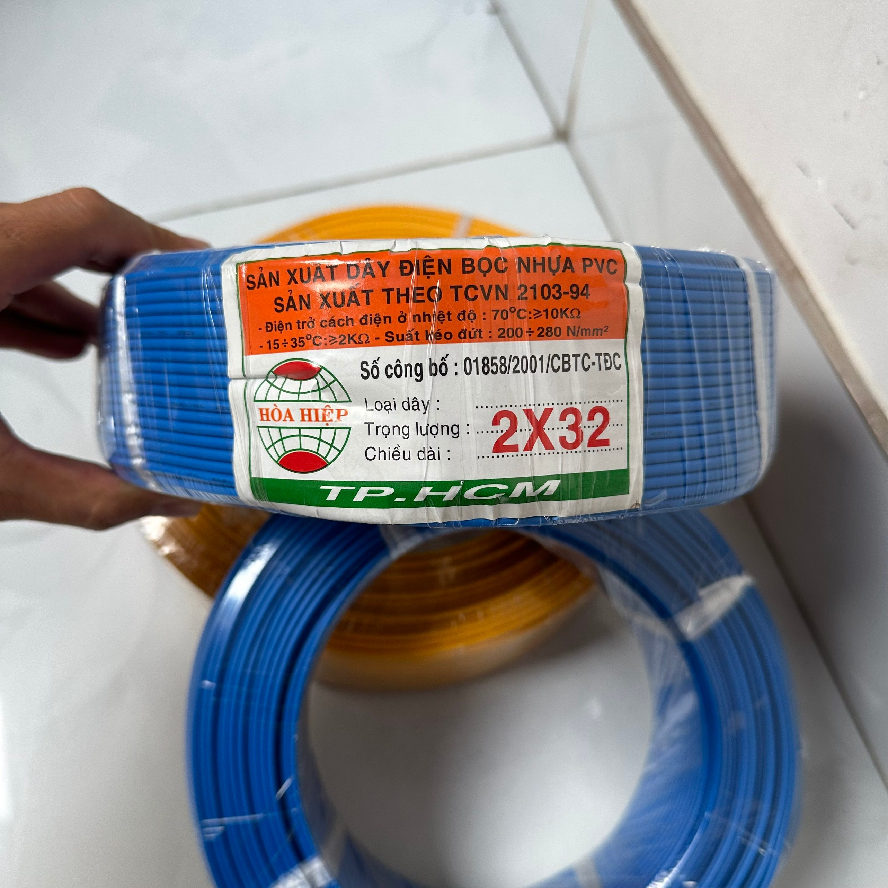 SẢN XUẤT DÂY ĐIỆN BỌC NHỰA PVC
SẢN XUẤT THEO TCVN 2103-94
- Điện trở cách điện ở nhiệt độ : 70°C:≥10KΩ
- 15÷35°C:≥2KΩ - Suất kéo đứt : 200÷280 N/mm²
Số công bố : 01858/2001/CBTC-TĐC
HÒA HIỆP
Loại dây :
Trọng lượng :
Chiều dài :
2X32
TP.HCM